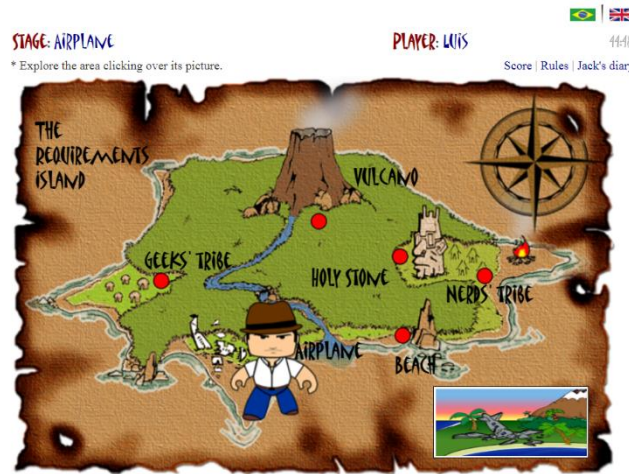 STAGE: AIRPLANE
PLAYER: LUIS
* Explore the area clicking over its picture.
Score | Rules | Jack's diary
THE
REQUIREMENTS
ISLAND
VULCANO
GEEKS' TRIBE
HOLY STONE
NERDS' TRIBE
AIRPLANE
BEACH